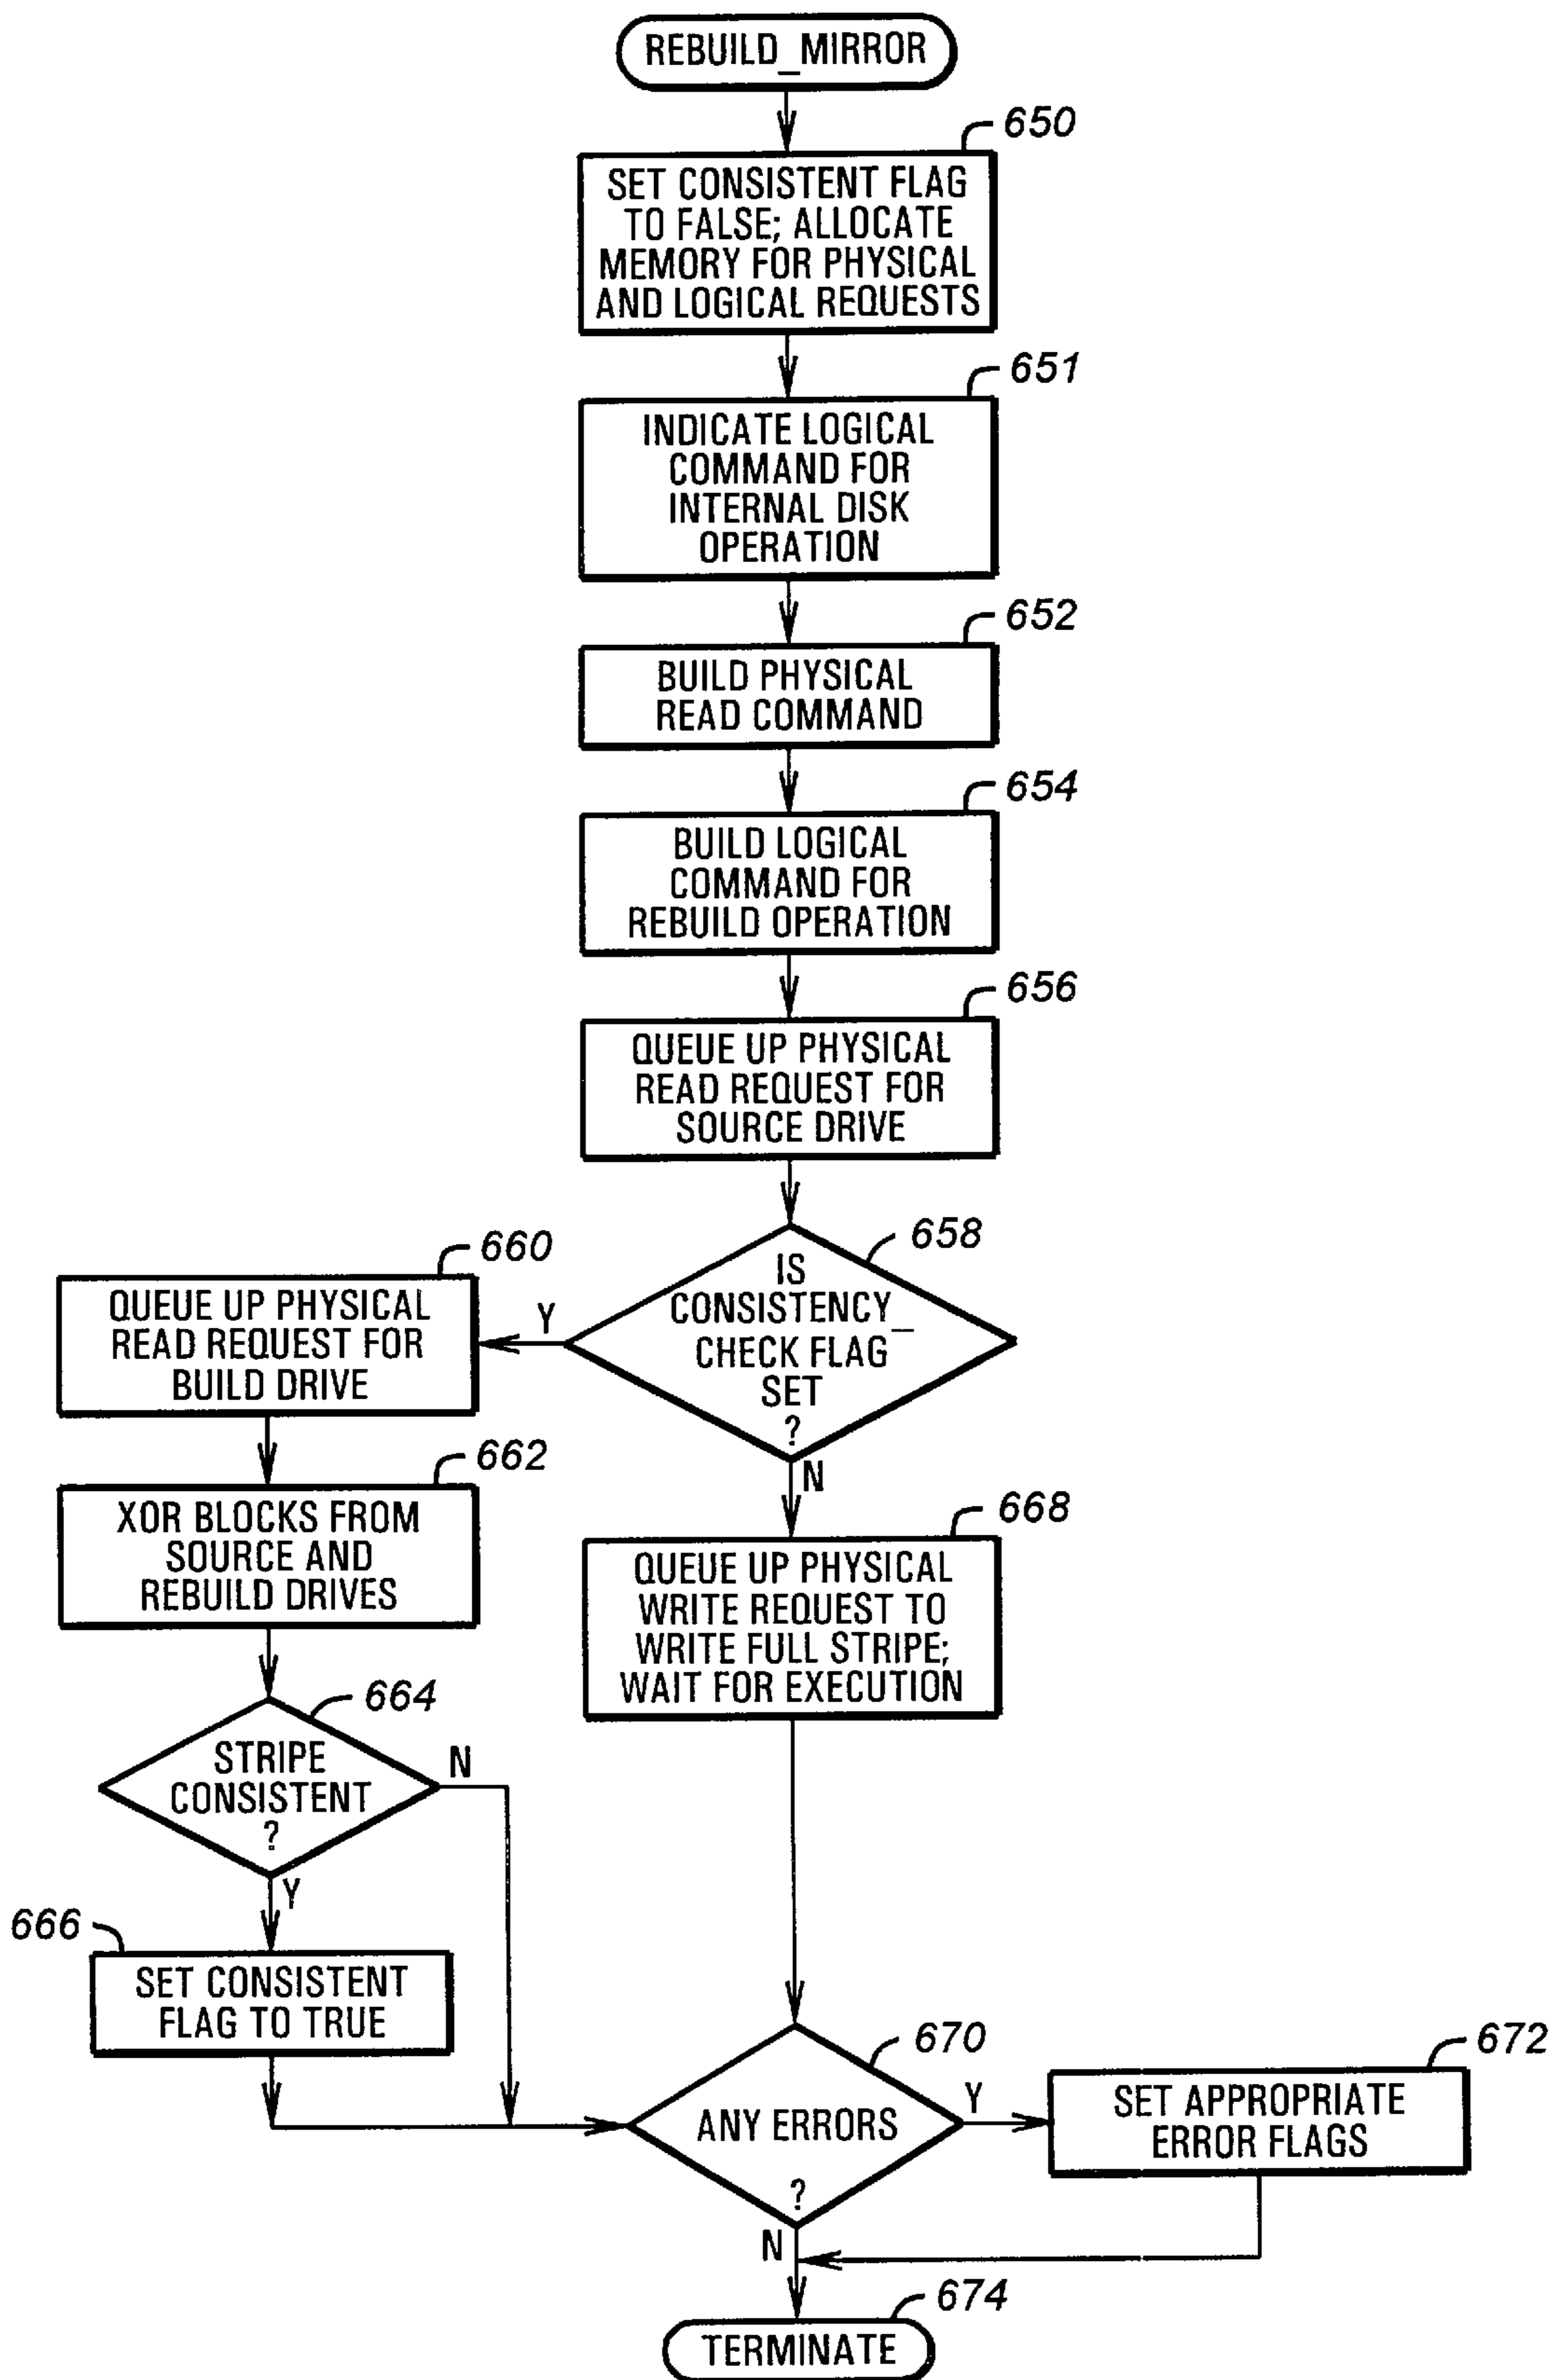 REBUILD_MIRROR
650
SET CONSISTENT FLAG
TO FALSE; ALLOCATE
MEMORY FOR PHYSICAL
AND LOGICAL REQUESTS
651
INDICATE LOGICAL
COMMAND FOR
INTERNAL DISK
OPERATION
652
BUILD PHYSICAL
READ COMMAND
654
BUILD LOGICAL
COMMAND FOR
REBUILD OPERATION
656
QUEUE UP PHYSICAL
READ REQUEST FOR
SOURCE DRIVE
658
IS
CONSISTENCY_
CHECK FLAG
SET
?
Y
N
660
QUEUE UP PHYSICAL
READ REQUEST FOR
BUILD DRIVE
662
XOR BLOCKS FROM
SOURCE AND
REBUILD DRIVES
664
STRIPE
CONSISTENT
?
N
Y
666
SET CONSISTENT
FLAG TO TRUE
668
QUEUE UP PHYSICAL
WRITE REQUEST TO
WRITE FULL STRIPE;
WAIT FOR EXECUTION
670
ANY ERRORS
?
Y
N
672
SET APPROPRIATE
ERROR FLAGS
674
TERMINATE